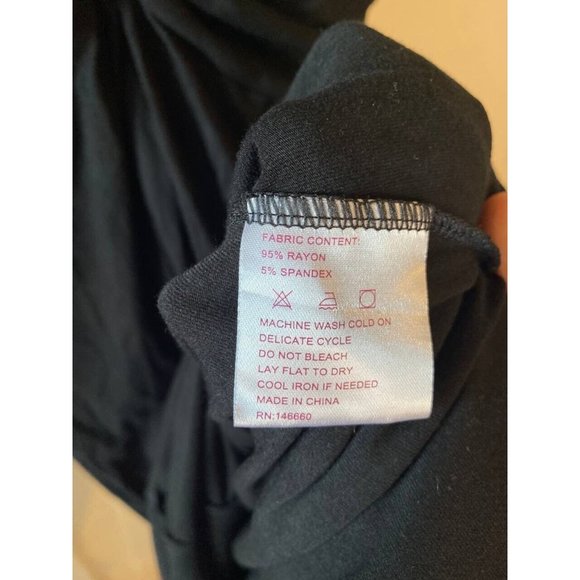 FABRIC CONTENT:
95% RAYON
5% SPANDEX
MACHINE WASH COLD ON
DELICATE CYCLE
DO NOT BLEACH
LAY FLAT TO DRY
COOL IRON IF NEEDED
MADE IN CHINA
RN:146660